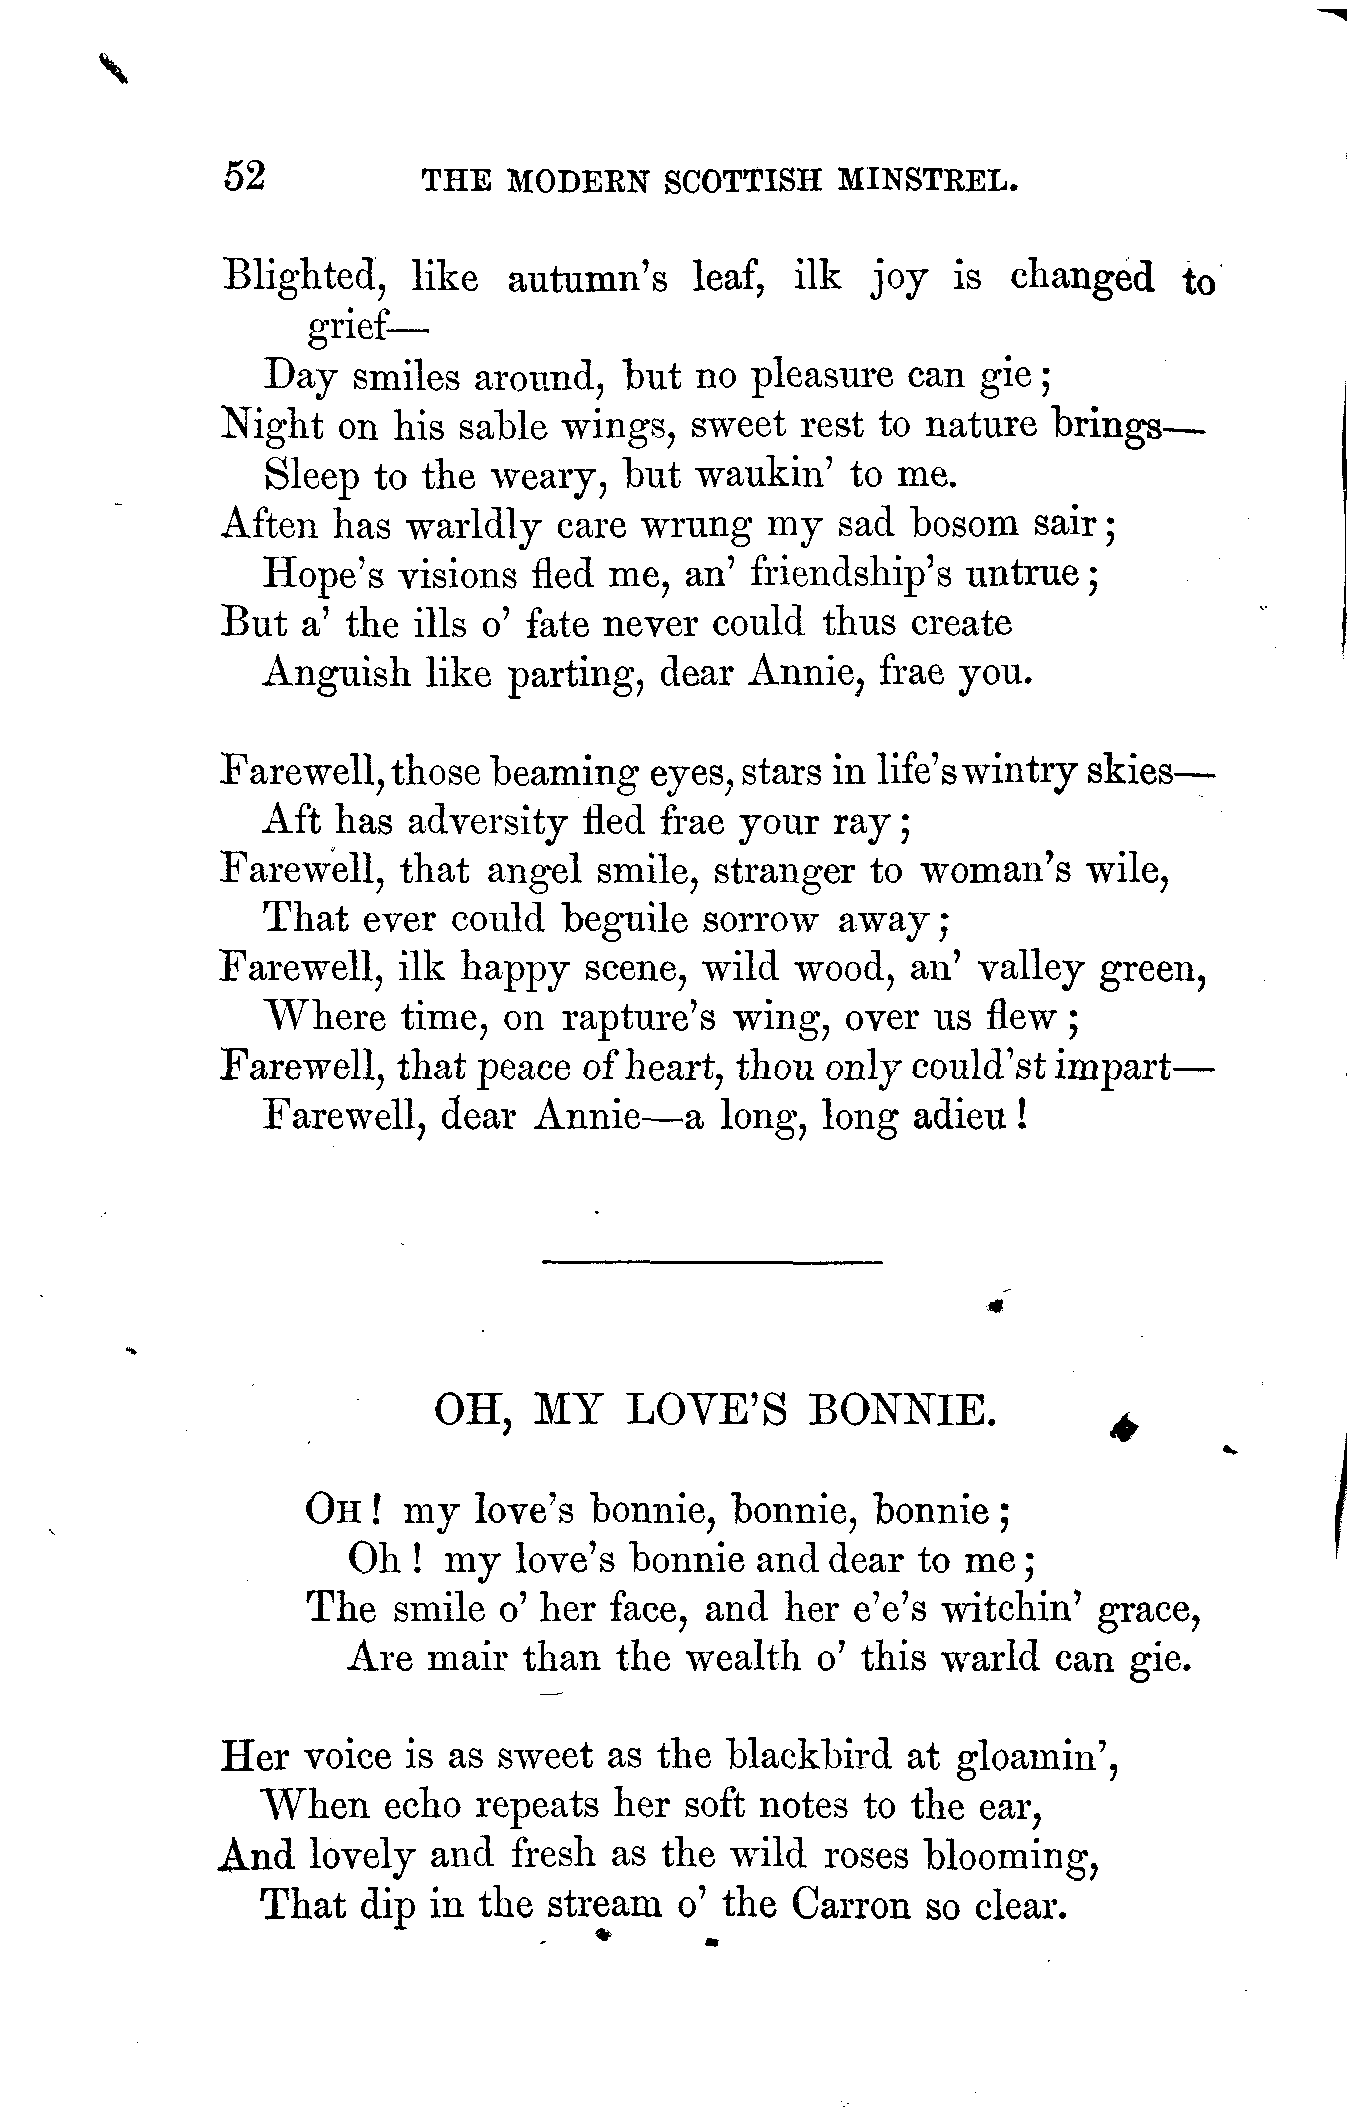 52 THE MODERN SCOTTISH MINSTREL.
Blighted, like autumn's leaf, ilk joy is changed to
grief—
Day smiles around, but no pleasure can gie;
Night on his sable wings, sweet rest to nature brings—
Sleep to the weary, but waukin' to me.
Aften has warldly care wrung my sad bosom sair;
Hope's visions fled me, an' friendship's untrue;
But a' the ills o' fate never could thus create
Anguish like parting, dear Annie, frae you.
Farewell, those beaming eyes, stars in life's wintry skies—
Aft has adversity fled frae your ray;
Farewell, that angel smile, stranger to woman's wile,
That ever could beguile sorrow away;
Farewell, ilk happy scene, wild wood, an' valley green,
Where time, on rapture's wing, over us flew;
Farewell, that peace of heart, thou only could'st impart—
Farewell, dear Annie—a long, long adieu!
OH, MY LOVE'S BONNIE.
OH! my love's bonnie, bonnie, bonnie;
Oh! my love's bonnie and dear to me;
The smile o' her face, and her e'e's witchin' grace,
Are mair than the wealth o' this warld can gie.
Her voice is as sweet as the blackbird at gloamin',
When echo repeats her soft notes to the ear,
And lovely and fresh as the wild roses blooming,
That dip in the stream o' the Carron so clear.